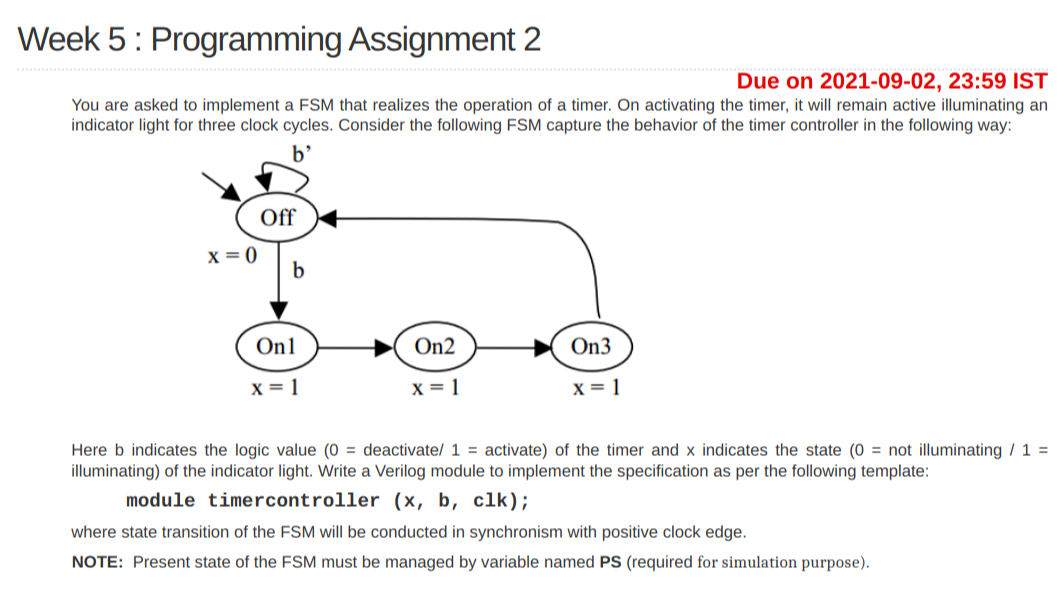 Week 5 : Programming Assignment 2
Due on 2021-09-02, 23:59 IST
You are asked to implement a FSM that realizes the operation of a timer. On activating the timer, it will remain active illuminating an
indicator light for three clock cycles. Consider the following FSM capture the behavior of the timer controller in the following way:
b’
Off
x = 0
b
On1
On2
On3
x = 1
x = 1
x = 1
Here b indicates the logic value (0 = deactivate/ 1 = activate) of the timer and x indicates the state (0 = not illuminating / 1 =
illuminating) of the indicator light. Write a Verilog module to implement the specification as per the following template:
module timercontroller (x, b, clk);
where state transition of the FSM will be conducted in synchronism with positive clock edge.
NOTE: Present state of the FSM must be managed by variable named PS (required for simulation purpose).